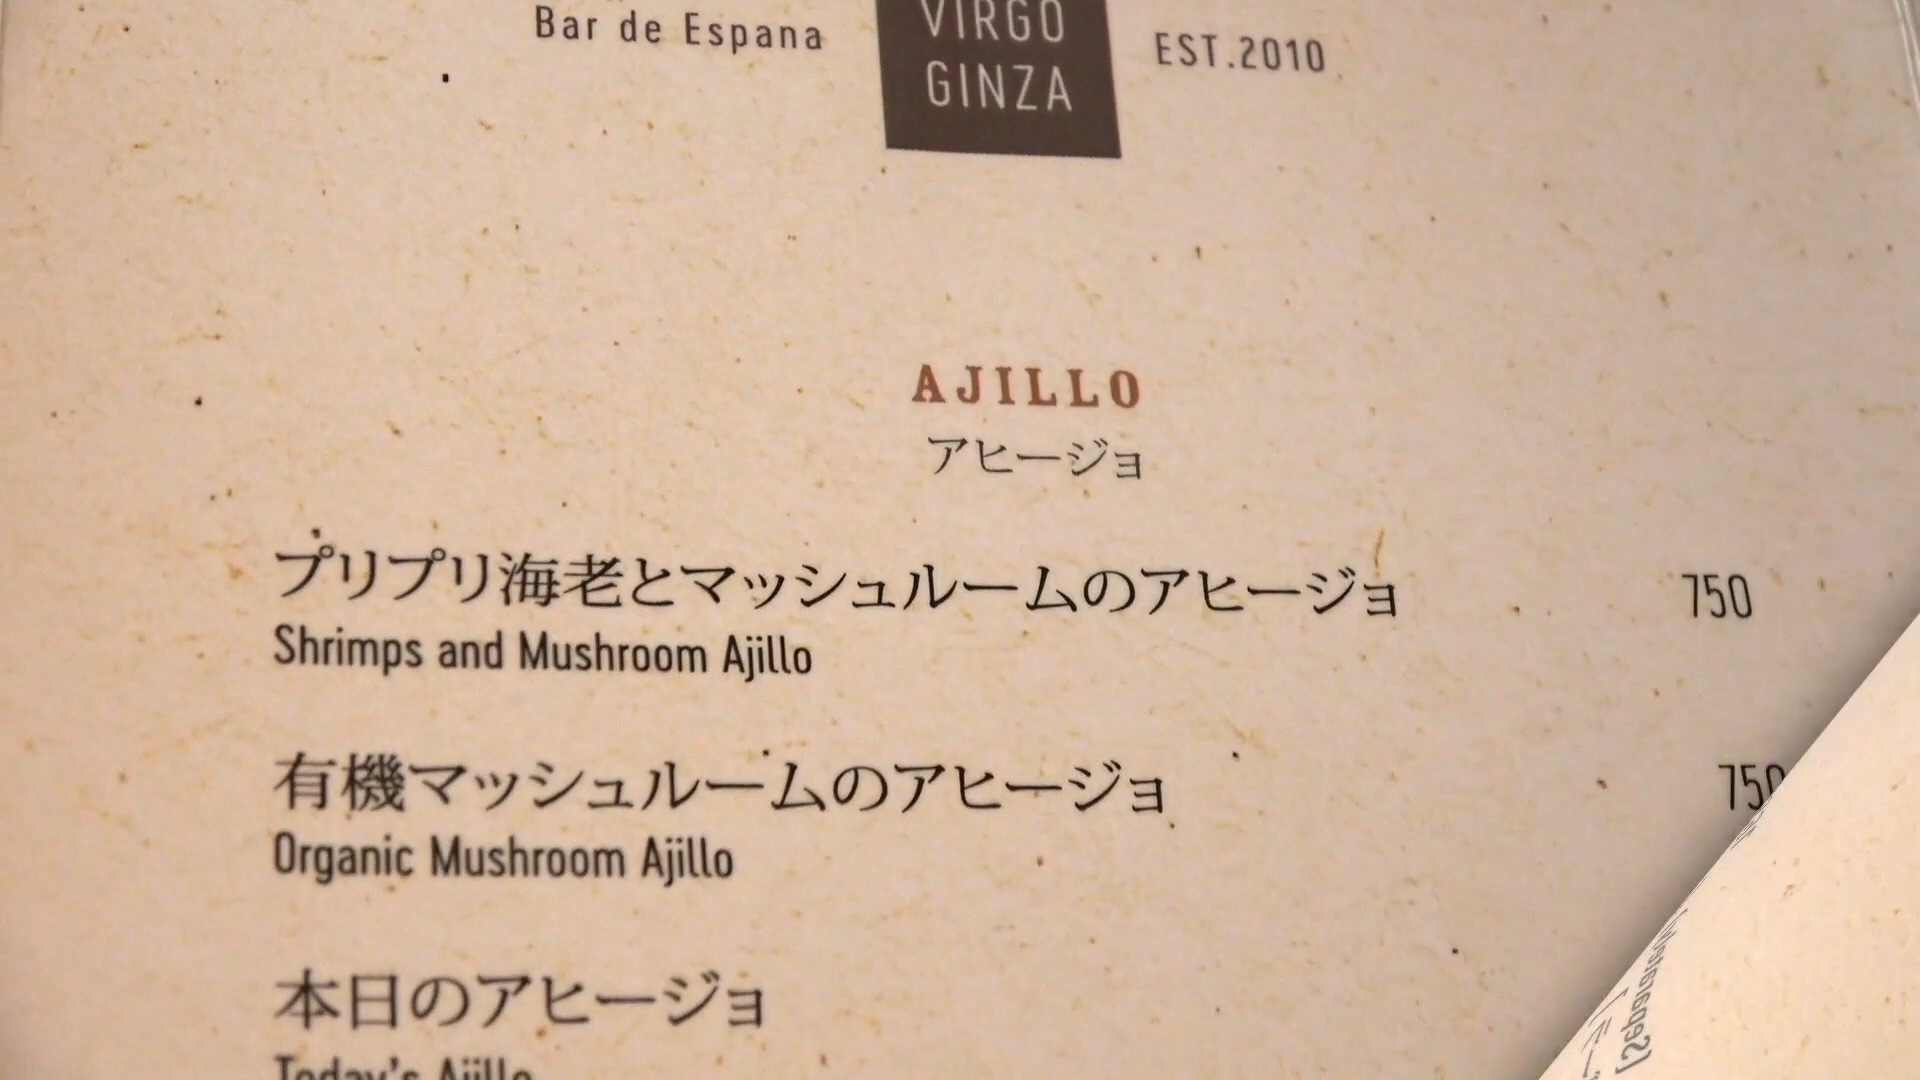 Bar de Espana
VIRGO
GINZA
EST.2010
AJILLO
アヒージョ
プリプリ海老とマッシュルームのアヒージョ 750
Shrimps and Mushroom Ajillo
有機マッシュルームのアヒージョ 750
Organic Mushroom Ajillo
本日のアヒージョ
Today's Ajillo